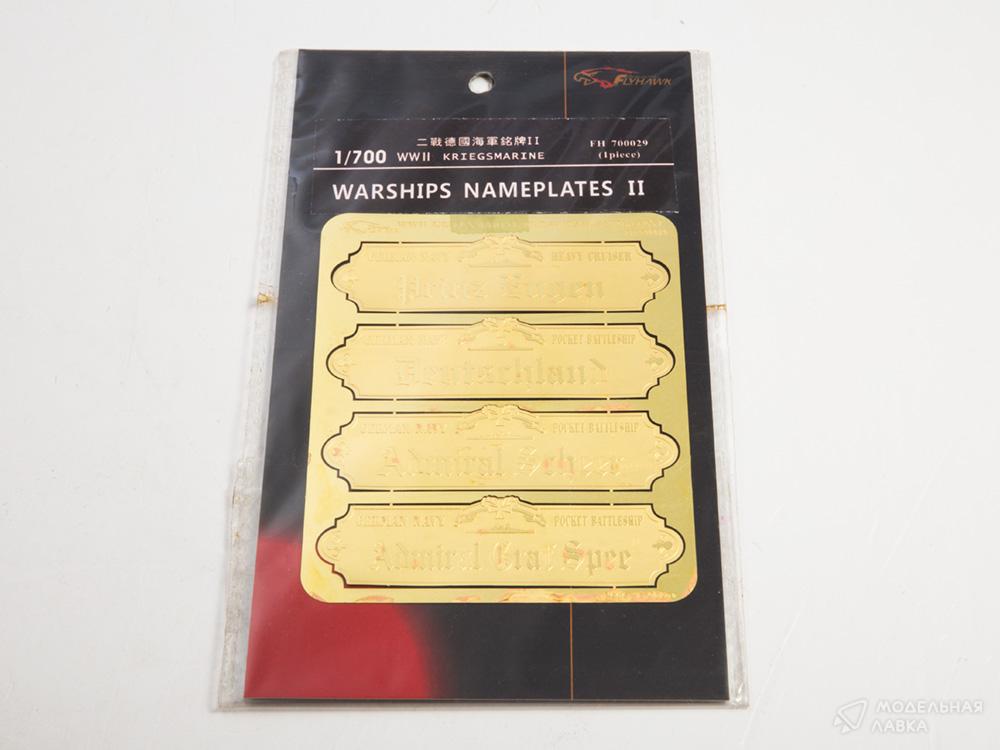 FLYHAWK
二戰德國海軍銘牌II
1/700 WWII KRIEGSMARINE
FH 700029
(1piece)
WARSHIPS NAMEPLATES II
GERMAN NAVY HEAVY CRUISER
Prinz Eugen
GERMAN NAVY POCKET BATTLESHIP
Deutschland
GERMAN NAVY POCKET BATTLESHIP
Admiral Scheer
GERMAN NAVY POCKET BATTLESHIP
Admiral Graf Spee
МОДЕЛЬНАЯ
ЛАВКА